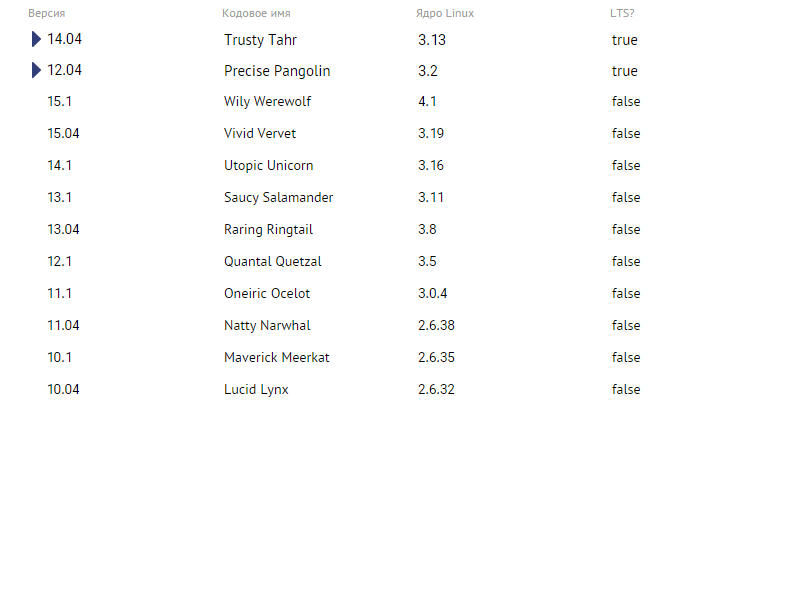 Версия Кодовое имя Ядро Linux LTS?
14.04 Trusty Tahr 3.13 true
12.04 Precise Pangolin 3.2 true
15.1 Wily Werewolf 4.1 false
15.04 Vivid Vervet 3.19 false
14.1 Utopic Unicorn 3.16 false
13.1 Saucy Salamander 3.11 false
13.04 Raring Ringtail 3.8 false
12.1 Quantal Quetzal 3.5 false
11.1 Oneiric Ocelot 3.0.4 false
11.04 Natty Narwhal 2.6.38 false
10.1 Maverick Meerkat 2.6.35 false
10.04 Lucid Lynx 2.6.32 false